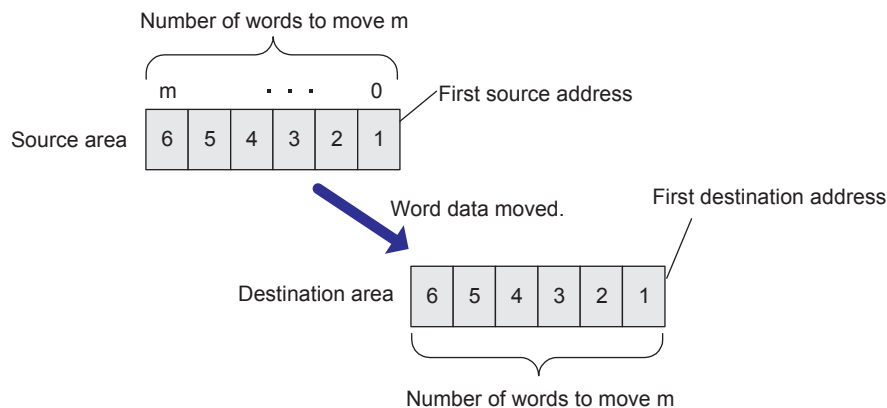 Number of words to move m
m . . . 0
First source address
Source area 6 5 4 3 2 1
Word data moved.
First destination address
Destination area 6 5 4 3 2 1
Number of words to move m